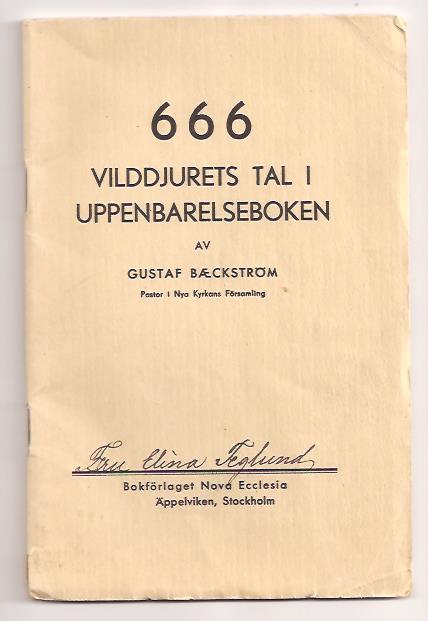 666
VILDDJURETS TAL I
UPPENBARELSEBOKEN
AV
GUSTAF BÆCKSTRÖM
Pastor i Nya Kyrkans Församling
Fru Elina Teglund
Bokförlaget Nova Ecclesia
Äppelviken, Stockholm